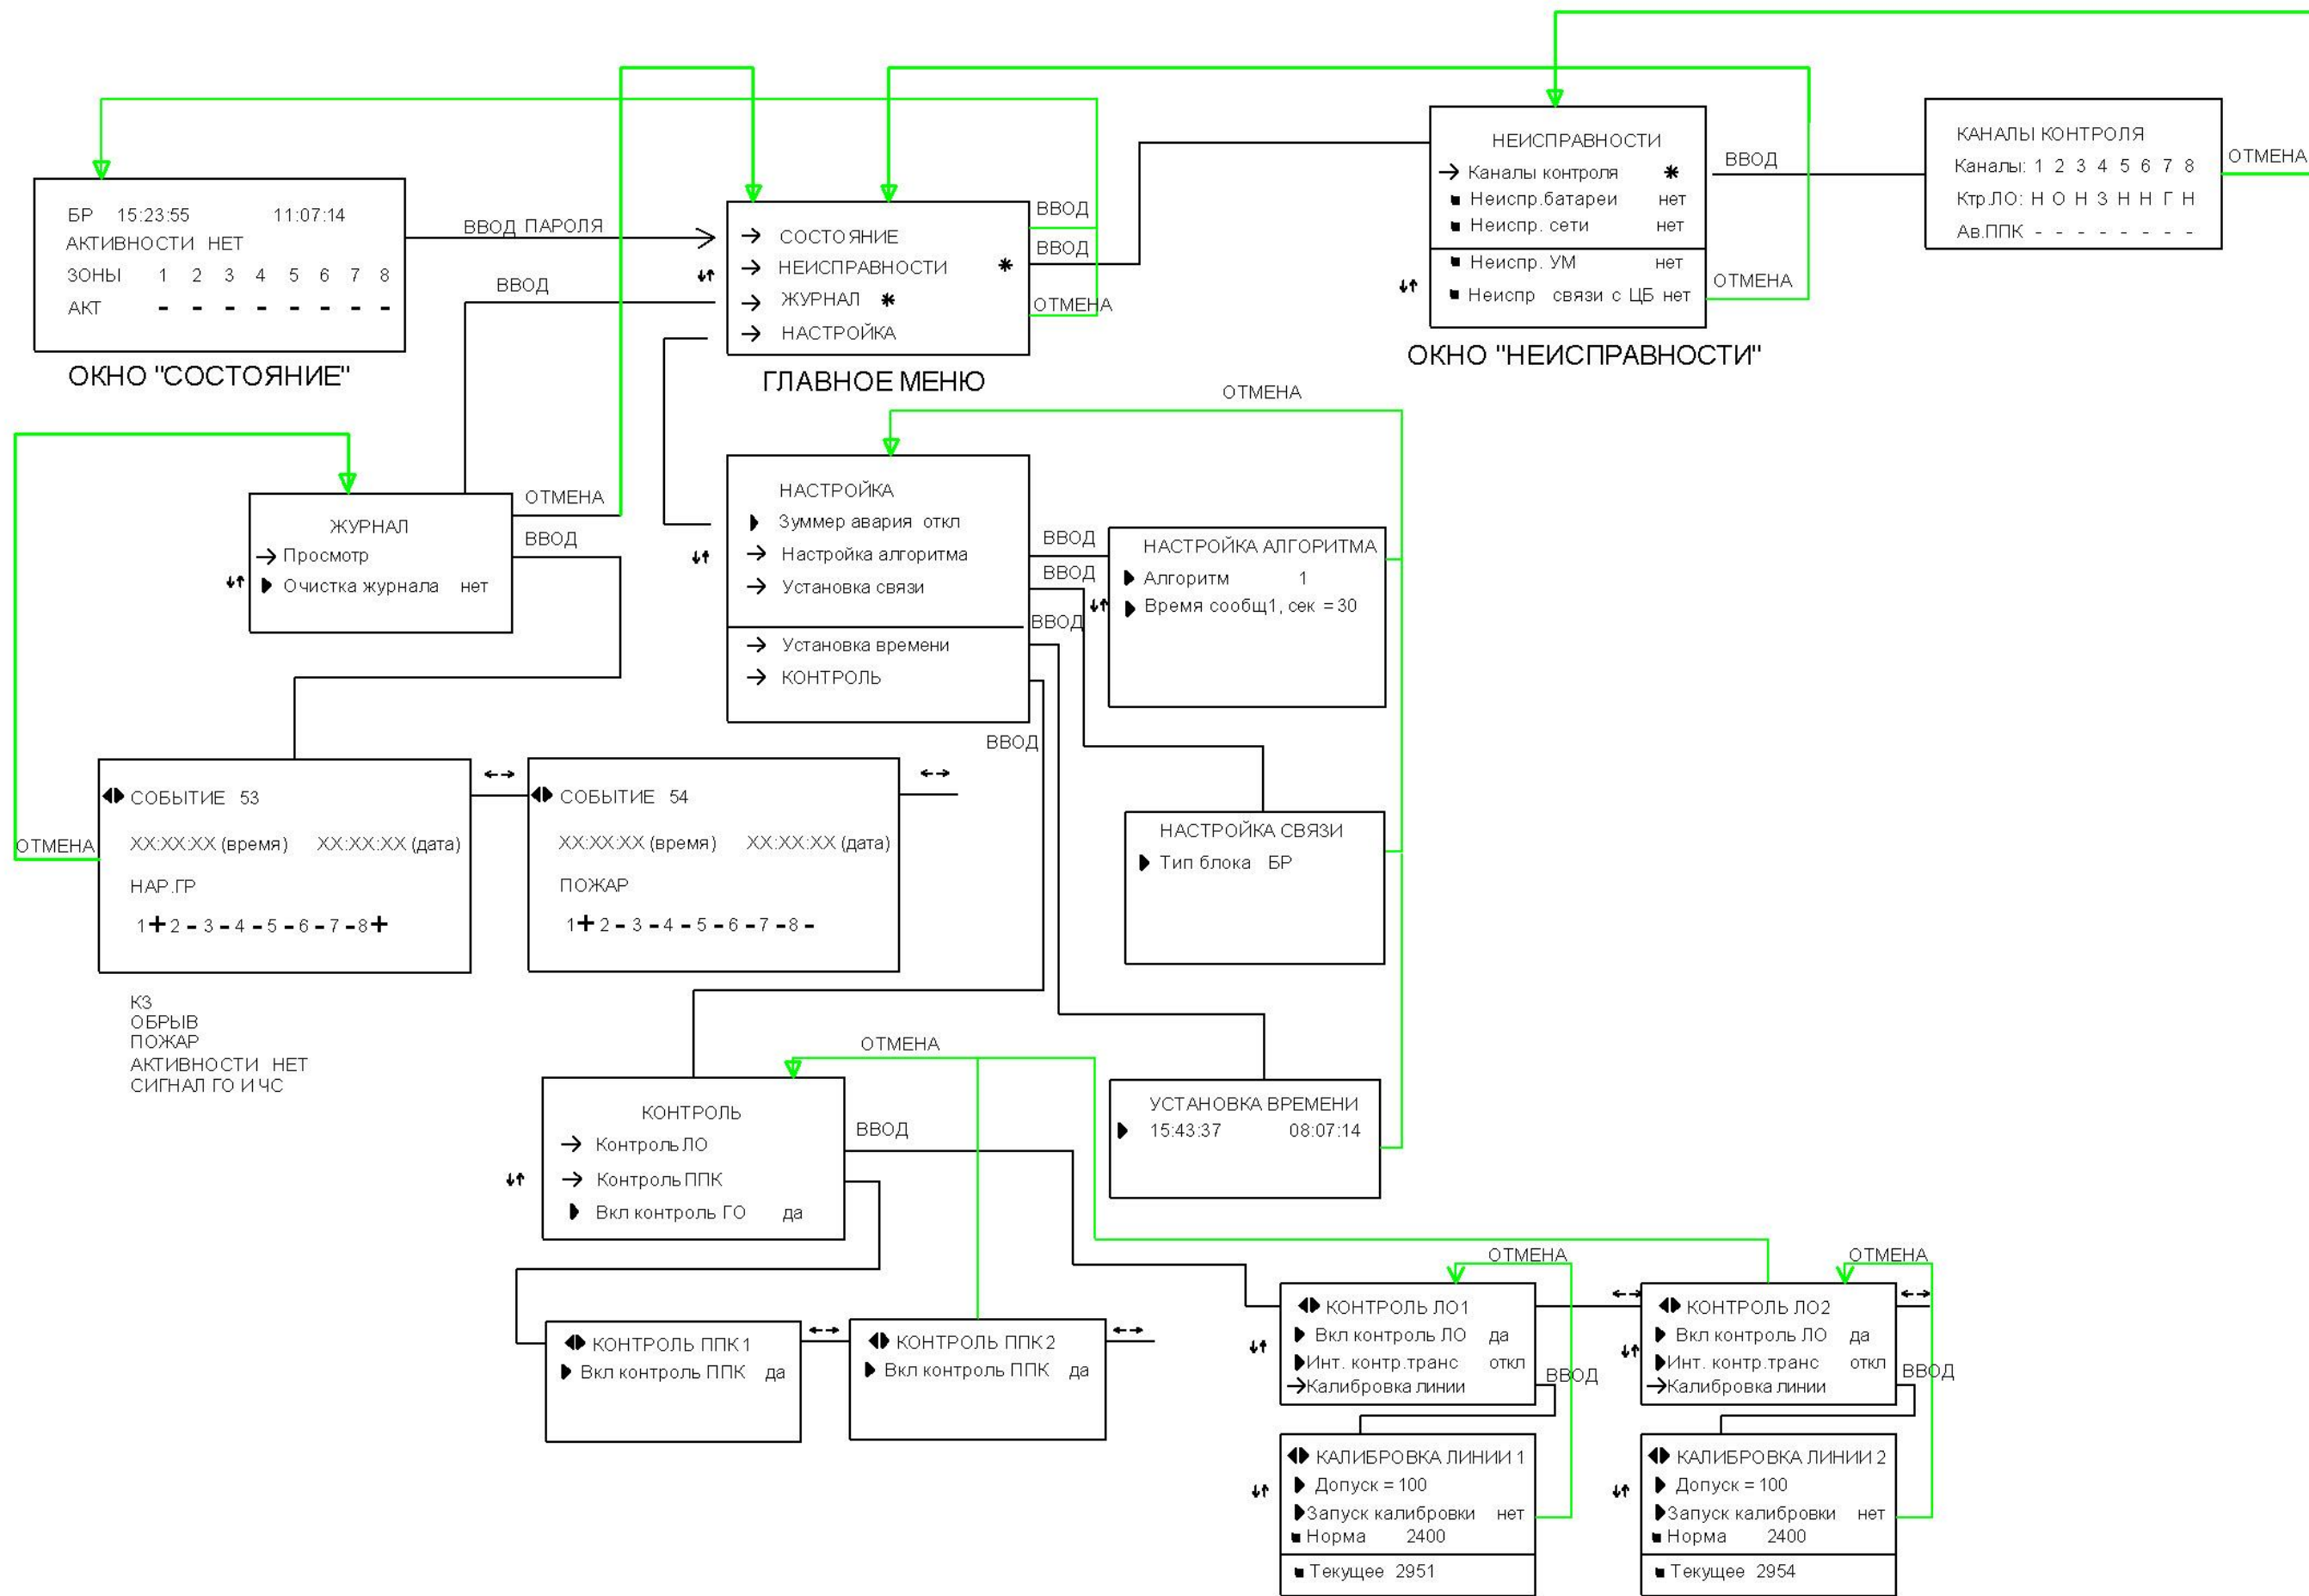 БР 15:23:55 11:07:14
АКТИВНОСТИ НЕТ
ЗОНЫ 1 2 3 4 5 6 7 8
АКТ - - - - - - - -
ОКНО "СОСТОЯНИЕ"
ВВОД ПАРОЛЯ
ВВОД
СОСТОЯНИЕ
НЕИСПРАВНОСТИ *
ЖУРНАЛ *
НАСТРОЙКА
ГЛАВНОЕ МЕНЮ
ВВОД
ВВОД
ОТМЕНА
НЕИСПРАВНОСТИ
Каналы контроля *
Неиспр.батареи нет
Неиспр. сети нет
Неиспр. УМ нет
Неиспр связи с ЦБ нет
ОКНО "НЕИСПРАВНОСТИ"
ВВОД
ОТМЕНА
КАНАЛЫ КОНТРОЛЯ
Каналы: 1 2 3 4 5 6 7 8
Ктр.ЛО: Н О Н З Н Н Г Н
Ав.ППК - - - - - - - -
ОТМЕНА
ЖУРНАЛ
Просмотр
Очистка журнала нет
ОТМЕНА
ВВОД
ОТМЕНА
НАСТРОЙКА
Зуммер авария откл
Настройка алгоритма
Установка связи
Установка времени
КОНТРОЛЬ
ВВОД
ВВОД
ВВОД
ВВОД
НАСТРОЙКА АЛГОРИТМА
Алгоритм 1
Время сообщ1, сек = 30
НАСТРОЙКА СВЯЗИ
Тип блока БР
ОТМЕНА
СОБЫТИЕ 53
XX:XX:XX (время) XX:XX:XX (дата)
НАР.ГР
1 + 2 - 3 - 4 - 5 - 6 - 7 - 8 +
СОБЫТИЕ 54
XX:XX:XX (время) XX:XX:XX (дата)
ПОЖАР
1 + 2 - 3 - 4 - 5 - 6 - 7 - 8 -
КЗ
ОБРЫВ
ПОЖАР
АКТИВНОСТИ НЕТ
СИГНАЛ ГО И ЧС
ОТМЕНА
КОНТРОЛЬ
Контроль ЛО
Контроль ППК
Вкл контроль ГО да
ВВОД
УСТАНОВКА ВРЕМЕНИ
15:43:37 08:07:14
КОНТРОЛЬ ППК 1
Вкл контроль ППК да
КОНТРОЛЬ ППК 2
Вкл контроль ППК да
ОТМЕНА
КОНТРОЛЬ ЛО1
Вкл контроль ЛО да
Инт. контр.транс откл
Калибровка линии
ВВОД
ОТМЕНА
КОНТРОЛЬ ЛО2
Вкл контроль ЛО да
Инт. контр.транс откл
Калибровка линии
ВВОД
КАЛИБРОВКА ЛИНИИ 1
Допуск = 100
Запуск калибровки нет
Норма 2400
Текущее 2951
КАЛИБРОВКА ЛИНИИ 2
Допуск = 100
Запуск калибровки нет
Норма 2400
Текущее 2954